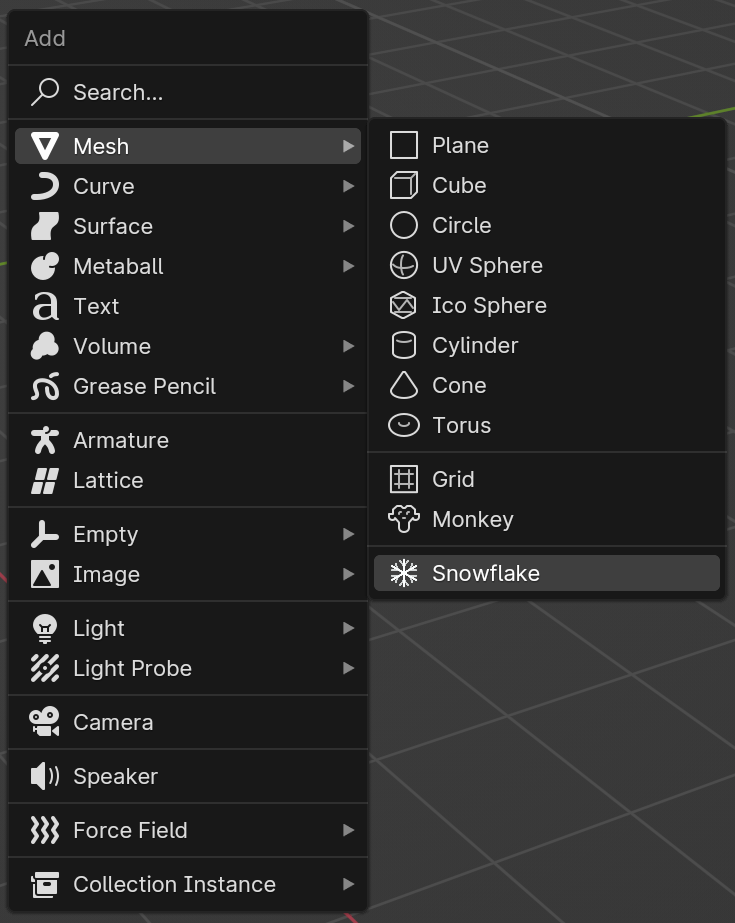 Add
Search...
Mesh
Curve
Surface
Metaball
Text
Volume
Grease Pencil
Armature
Lattice
Empty
Image
Light
Light Probe
Camera
Speaker
Force Field
Collection Instance
Plane
Cube
Circle
UV Sphere
Ico Sphere
Cylinder
Cone
Torus
Grid
Monkey
Snowflake